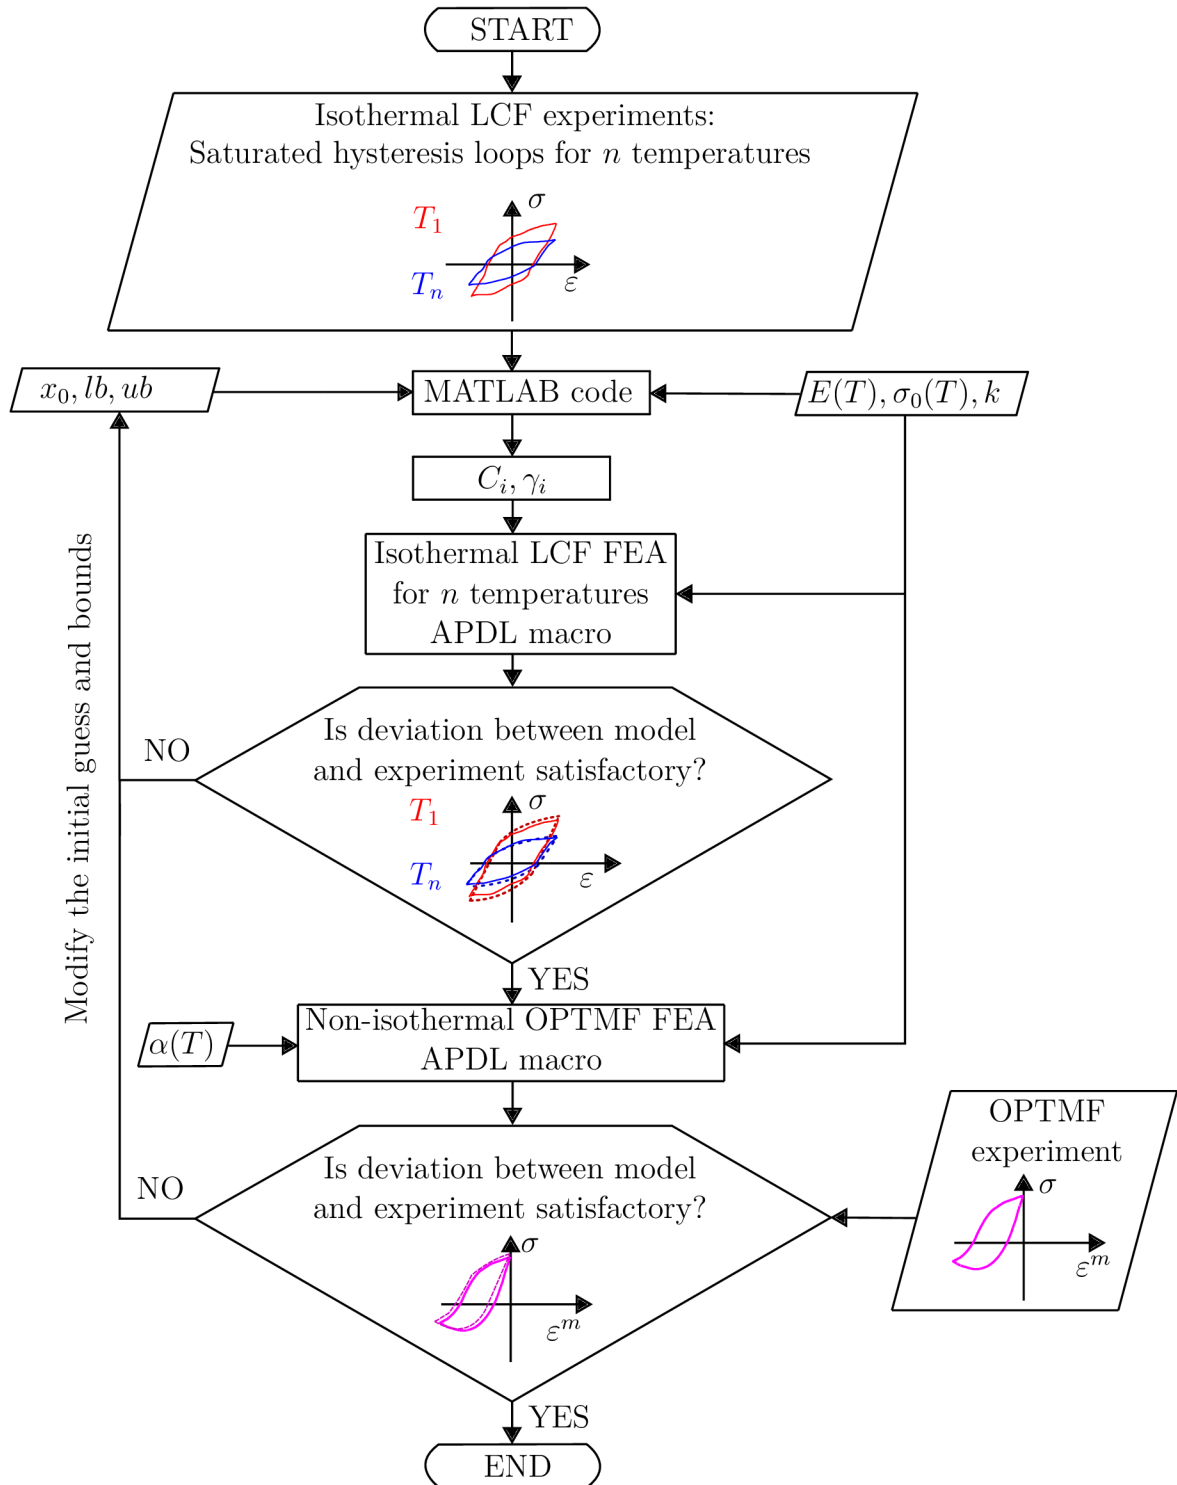 START
Isothermal LCF experiments:
Saturated hysteresis loops for n temperatures
σ
T₁
Tₙ
ε
x₀, lb, ub
MATLAB code
E(T), σ₀(T), k
Cᵢ, γᵢ
Isothermal LCF FEA
for n temperatures
APDL macro
Modify the initial guess and bounds
Is deviation between model
and experiment satisfactory?
NO
σ
T₁
Tₙ
ε
YES
Non-isothermal OPTMF FEA
APDL macro
α(T)
OPTMF
experiment
σ
εᵐ
Is deviation between model
and experiment satisfactory?
NO
σ
εᵐ
YES
END